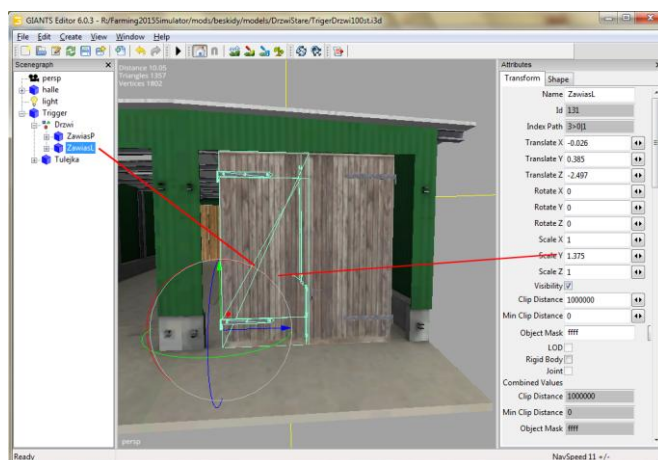 GIANTS Editor 6.0.3 - R:/Farming2015Simulator/mods/beskidy/models/DrzwiStare/TrigerDrzwi100st.i3d
File Edit Create View Window Help
Scenegraph
persp
halle
light
Trigger
Drzwi
ZawiasP
ZawiasL
Tulejka
Distance 10.05
Triangles 1357
Vertices 1802
persp
Attributes
Transform Shape
Name ZawiasL
Id 131
Index Path 3>0|1
Translate X -0.026
Translate Y 0.385
Translate Z -2.497
Rotate X 0
Rotate Y 0
Rotate Z 0
Scale X 1
Scale Y 1.375
Scale Z 1
Visibility
Clip Distance 1000000
Min Clip Distance 0
Object Mask ffff
LOD
Rigid Body
Joint
Combined Values
Clip Distance 1000000
Min Clip Distance 0
Object Mask ffff
Ready
NavSpeed 11 +/-